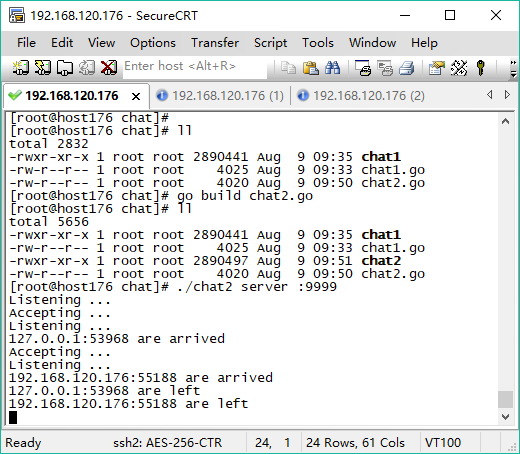 192.168.120.176 - SecureCRT
File Edit View Options Transfer Script Tools Window Help
Enter host <Alt+R>
192.168.120.176 192.168.120.176 (1) 192.168.120.176 (2)
[root@host176 chat]#
[root@host176 chat]# ll
total 2832
-rwxr-xr-x 1 root root 2890441 Aug  9 09:35 chat1
-rw-r--r-- 1 root root    4025 Aug  9 09:33 chat1.go
-rw-r--r-- 1 root root    4020 Aug  9 09:50 chat2.go
[root@host176 chat]# go build chat2.go
[root@host176 chat]# ll
total 5656
-rwxr-xr-x 1 root root 2890441 Aug  9 09:35 chat1
-rw-r--r-- 1 root root    4025 Aug  9 09:33 chat1.go
-rwxr-xr-x 1 root root 2890497 Aug  9 09:51 chat2
-rw-r--r-- 1 root root    4020 Aug  9 09:50 chat2.go
[root@host176 chat]# ./chat2 server :9999
Listening ...
Accepting ...
Listening ...
127.0.0.1:53968 are arrived
Accepting ...
Listening ...
192.168.120.176:55188 are arrived
127.0.0.1:53968 are left
192.168.120.176:55188 are left
Ready ssh2: AES-256-CTR 24, 1 24 Rows, 61 Cols VT100